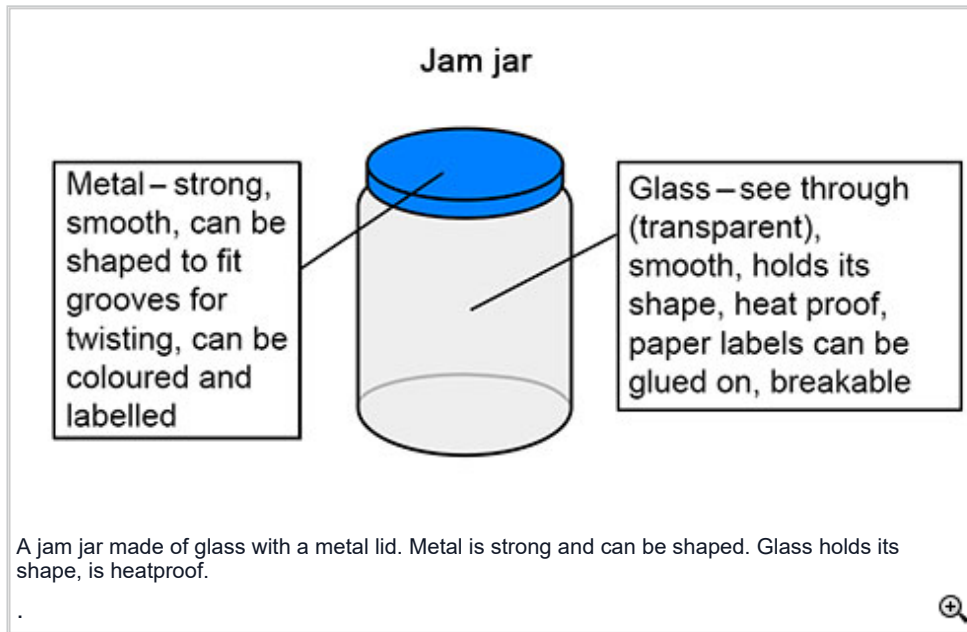 Jam jar
Metal – strong,
smooth, can be
shaped to fit
grooves for
twisting, can be
coloured and
labelled
Glass – see through
(transparent),
smooth, holds its
shape, heat proof,
paper labels can be
glued on, breakable
A jam jar made of glass with a metal lid. Metal is strong and can be shaped. Glass holds its
shape, is heatproof.
.